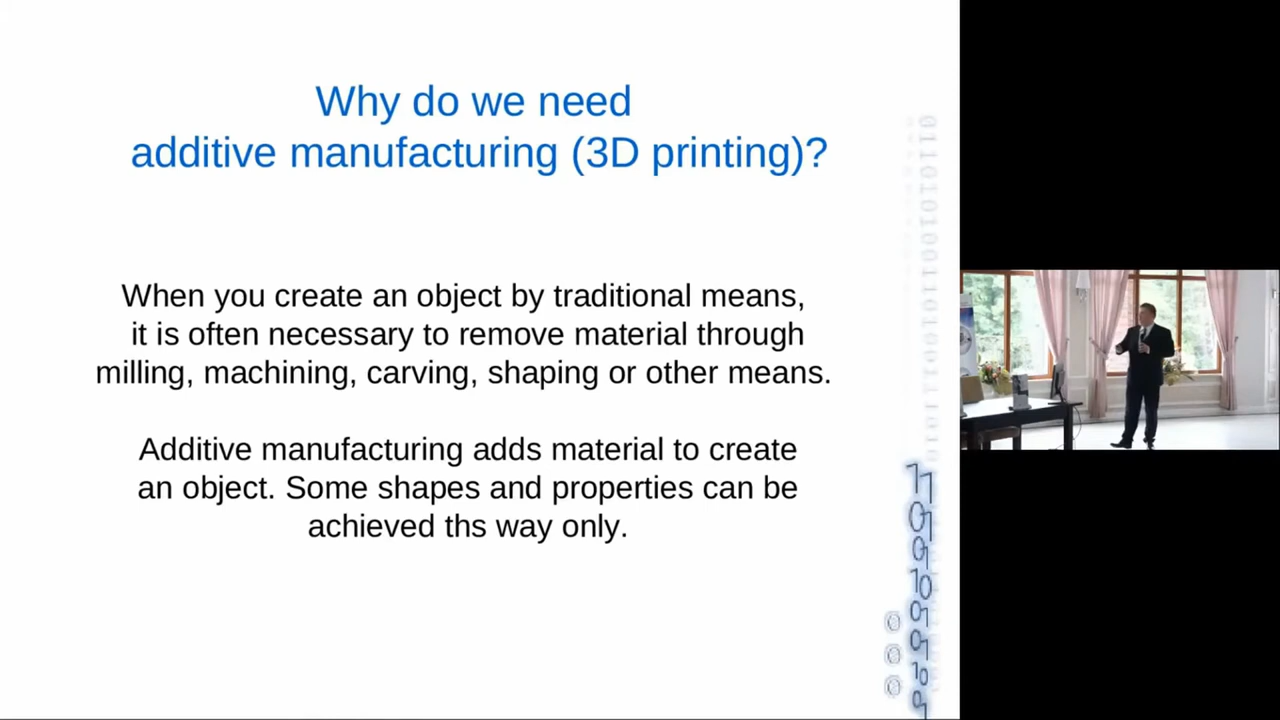 Why do we need
additive manufacturing (3D printing)?
When you create an object by traditional means,
it is often necessary to remove material through
milling, machining, carving, shaping or other means.
Additive manufacturing adds material to create
an object. Some shapes and properties can be
achieved ths way only.